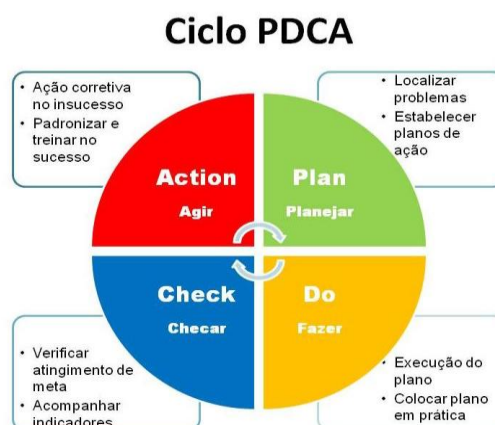 Ciclo PDCA
• Ação corretiva
no insucesso
• Padronizar e
treinar no
sucesso
• Localizar
problemas
• Estabelecer
planos de
ação
Action
Agir
Plan
Planejar
Check
Checar
Do
Fazer
• Verificar
atingimento de
meta
• Acompanhar
indicadores
• Execução do
plano
• Colocar plano
em prática